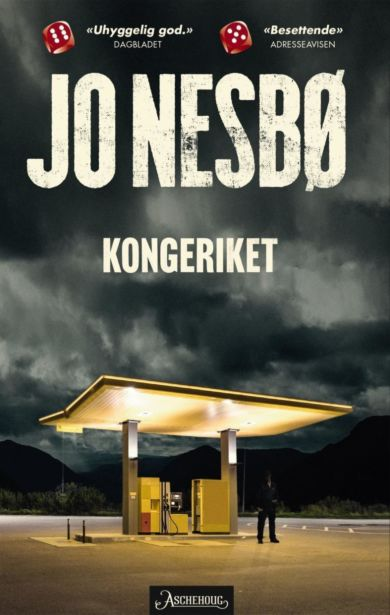 «Uhyggelig god.»
DAGBLADET
«Besettende»
ADRESSEAVISEN
JO NESBØ
KONGERIKET
ASCHEHOUG